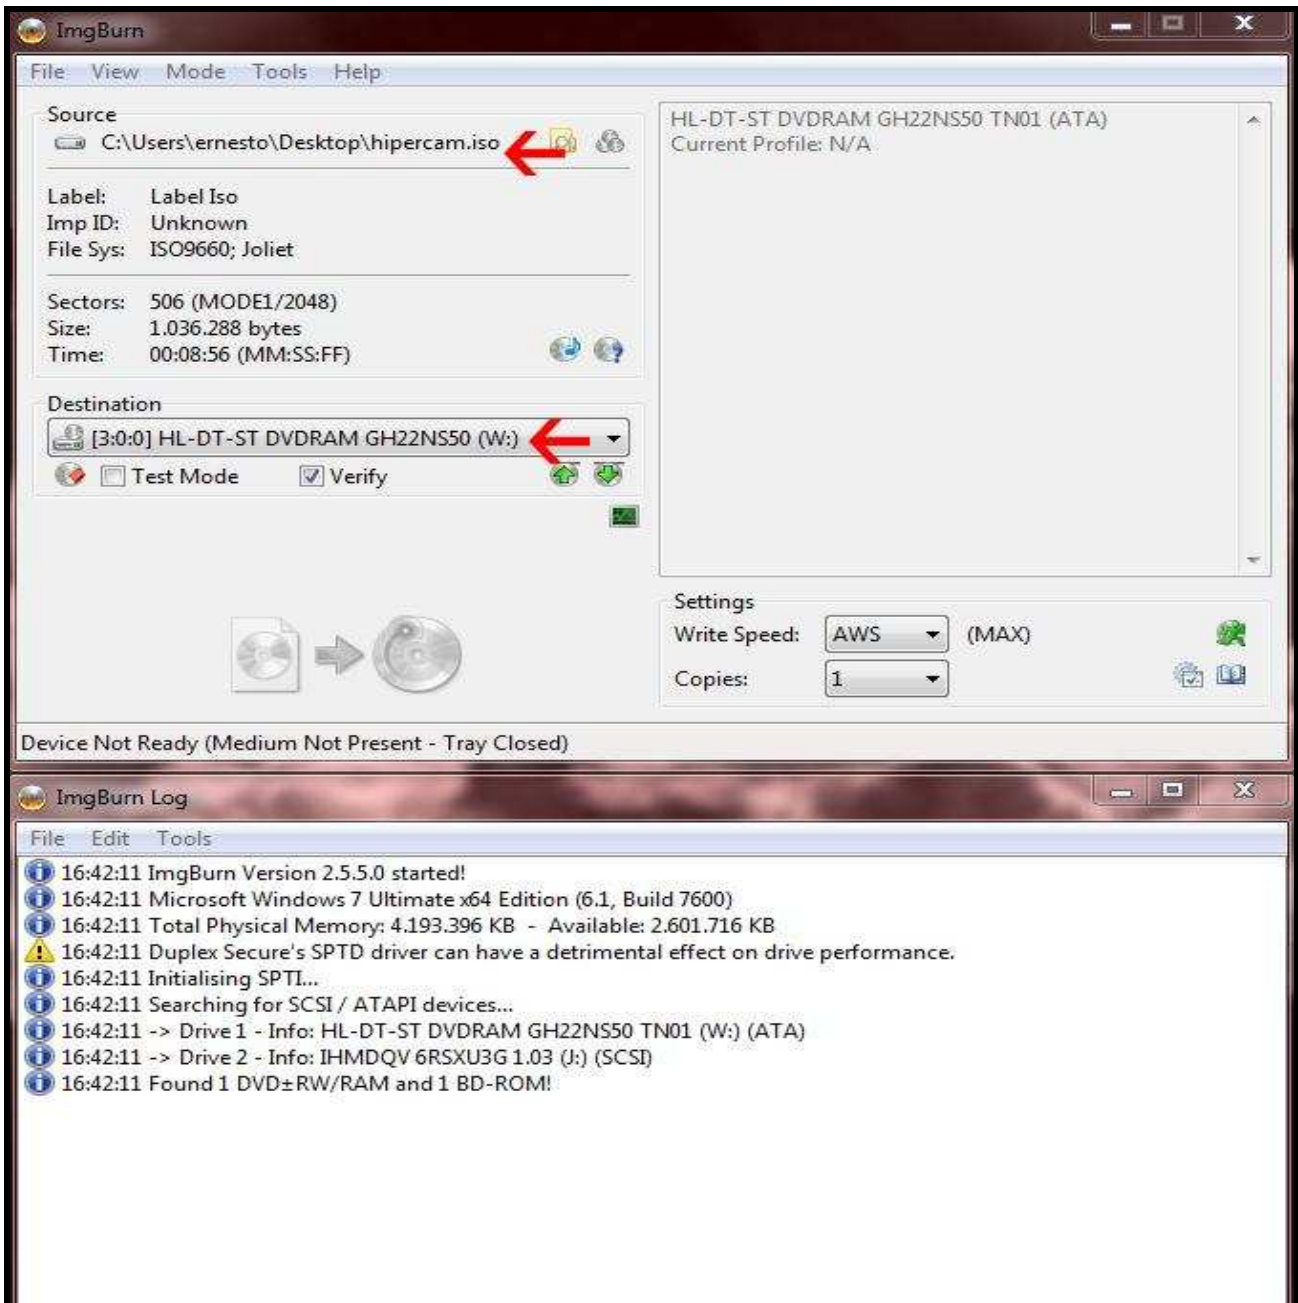 ImgBurn
File View Mode Tools Help
Source
C:\Users\ernesto\Desktop\hipercam.iso
Label: Label Iso
Imp ID: Unknown
File Sys: ISO9660; Joliet
Sectors: 506 (MODE1/2048)
Size: 1.036.288 bytes
Time: 00:08:56 (MM:SS:FF)
Destination
[3:0:0] HL-DT-ST DVDRAM GH22NS50 (W:)
Test Mode Verify
HL-DT-ST DVDRAM GH22NS50 TN01 (ATA)
Current Profile: N/A
Settings
Write Speed: AWS (MAX)
Copies: 1
Device Not Ready (Medium Not Present - Tray Closed)
ImgBurn Log
File Edit Tools
16:42:11 ImgBurn Version 2.5.5.0 started!
16:42:11 Microsoft Windows 7 Ultimate x64 Edition (6.1, Build 7600)
16:42:11 Total Physical Memory: 4.193.396 KB - Available: 2.601.716 KB
16:42:11 Duplex Secure's SPTD driver can have a detrimental effect on drive performance.
16:42:11 Initialising SPTI...
16:42:11 Searching for SCSI / ATAPI devices...
16:42:11 -> Drive 1 - Info: HL-DT-ST DVDRAM GH22NS50 TN01 (W:) (ATA)
16:42:11 -> Drive 2 - Info: IHMDQV 6RSXU3G 1.03 (J:) (SCSI)
16:42:11 Found 1 DVD±RW/RAM and 1 BD-ROM!